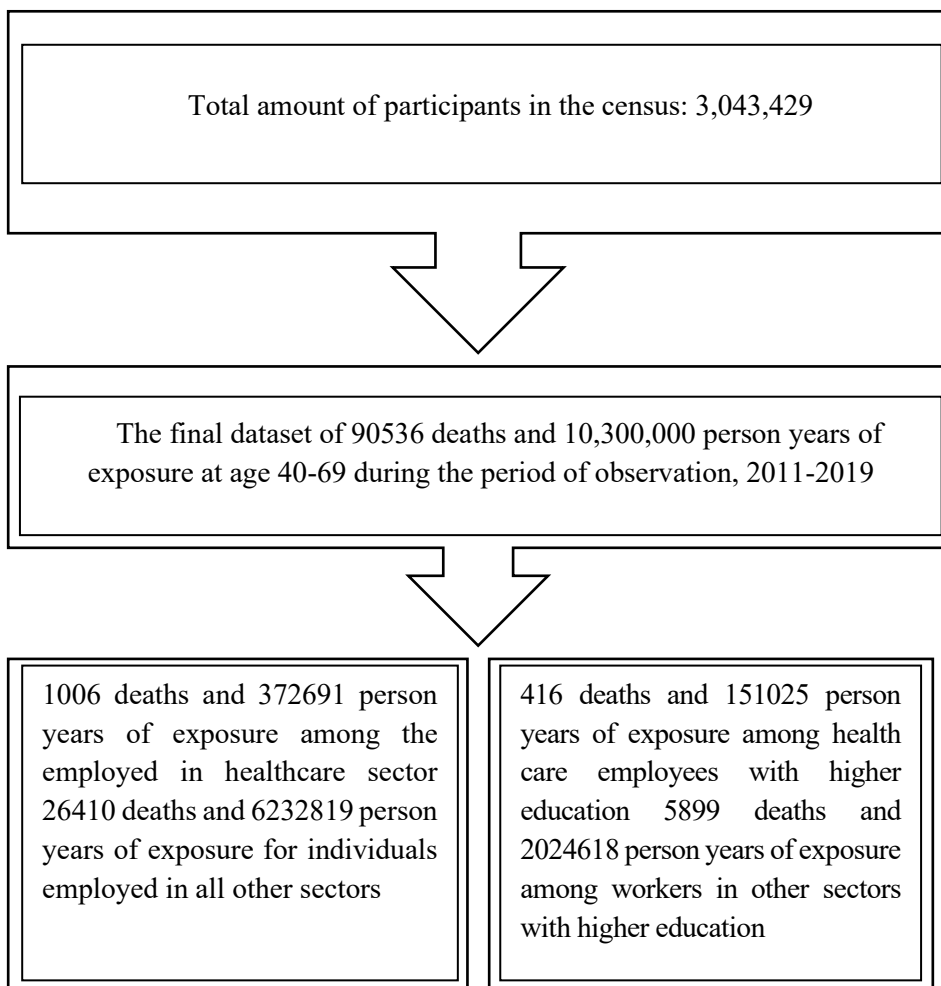 Total amount of participants in the census: 3,043,429
The final dataset of 90536 deaths and 10,300,000 person years of
exposure at age 40-69 during the period of observation, 2011-2019
1006 deaths and 372691 person
years of exposure among the
employed in healthcare sector
26410 deaths and 6232819 person
years of exposure for individuals
employed in all other sectors
416 deaths and 151025 person
years of exposure among health
care employees with higher
education 5899 deaths and
2024618 person years of exposure
among workers in other sectors
with higher education